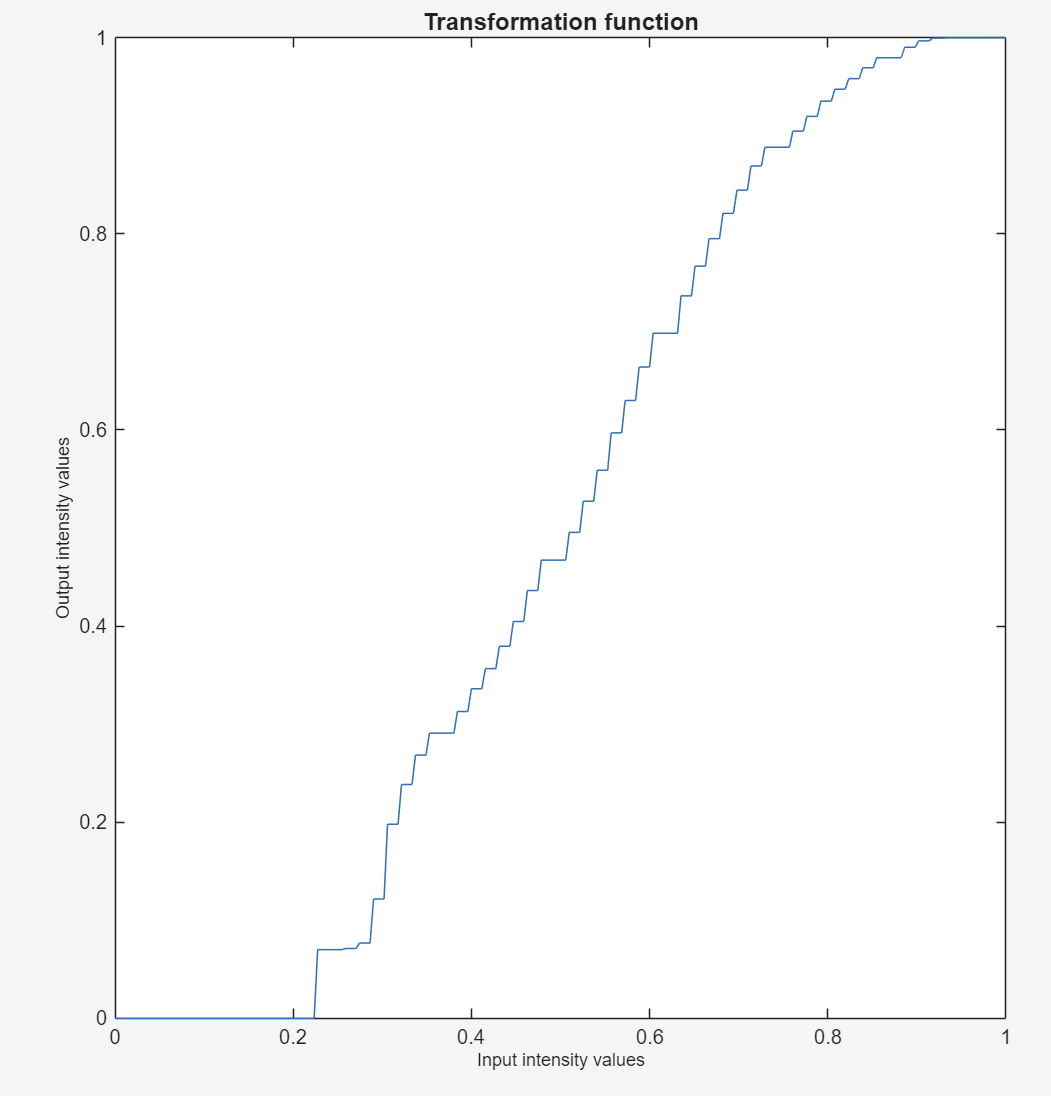 Transformation function
1
0.8
0.6
0.4
0.2
0
Output intensity values
0 0.2 0.4 0.6 0.8 1
Input intensity values